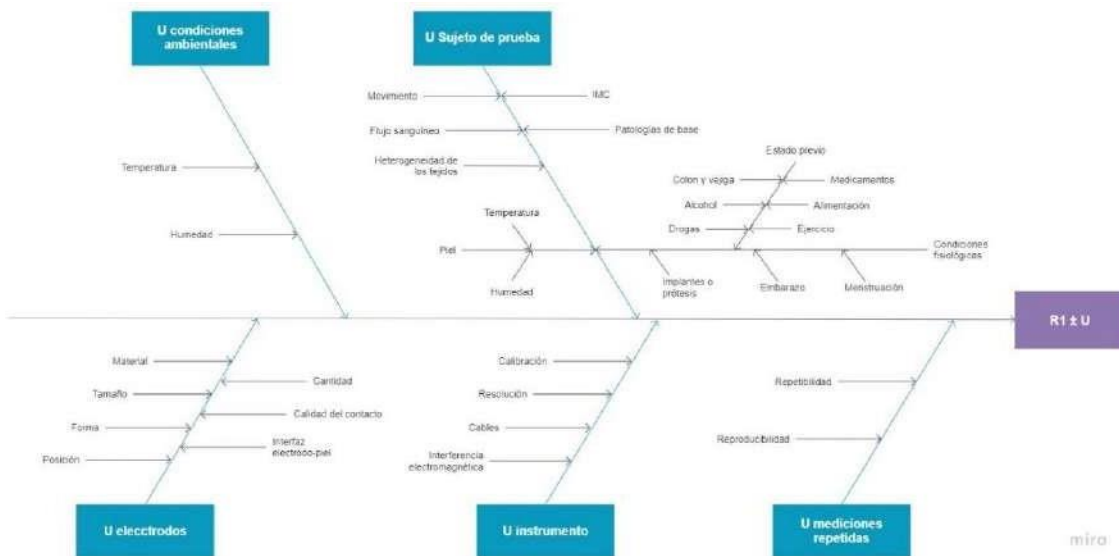 U condiciones
ambientales
U Sujeto de prueba
Movimiento
IMC
Flujo sanguíneo
Patologías de base
Heterogeneidad de
los tejidos
Estado previo
Temperatura
Colon y vejiga
Medicamentos
Alcohol
Alimentación
Temperatura
Drogas
Ejercicio
Humedad
Piel
Condiciones
fisiológicas
Humedad
Implantes o
prótesis
Embarazo
Menstruación
R1 ± U
Material
Cantidad
Tamaño
Calidad del contacto
Forma
Interfaz
electrodo-piel
Posición
Calibración
Resolución
Cables
Interferencia
electromagnética
Repetibilidad
Reproducibilidad
U elecctrodos
U instrumento
U mediciones
repetidas
miro